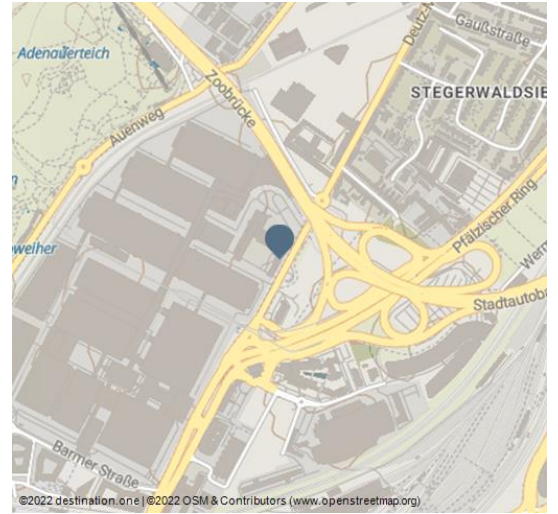 Gaußstraße
Adenauerteich
Deutz-
Zoobrücke
STEGERWALDSIE
Auenweg
Pfälzischer Ring
weiher
Stadtautob
Barmer Straße
©2022 destination.one | ©2022 OSM & Contributors (www.openstreetmap.org)